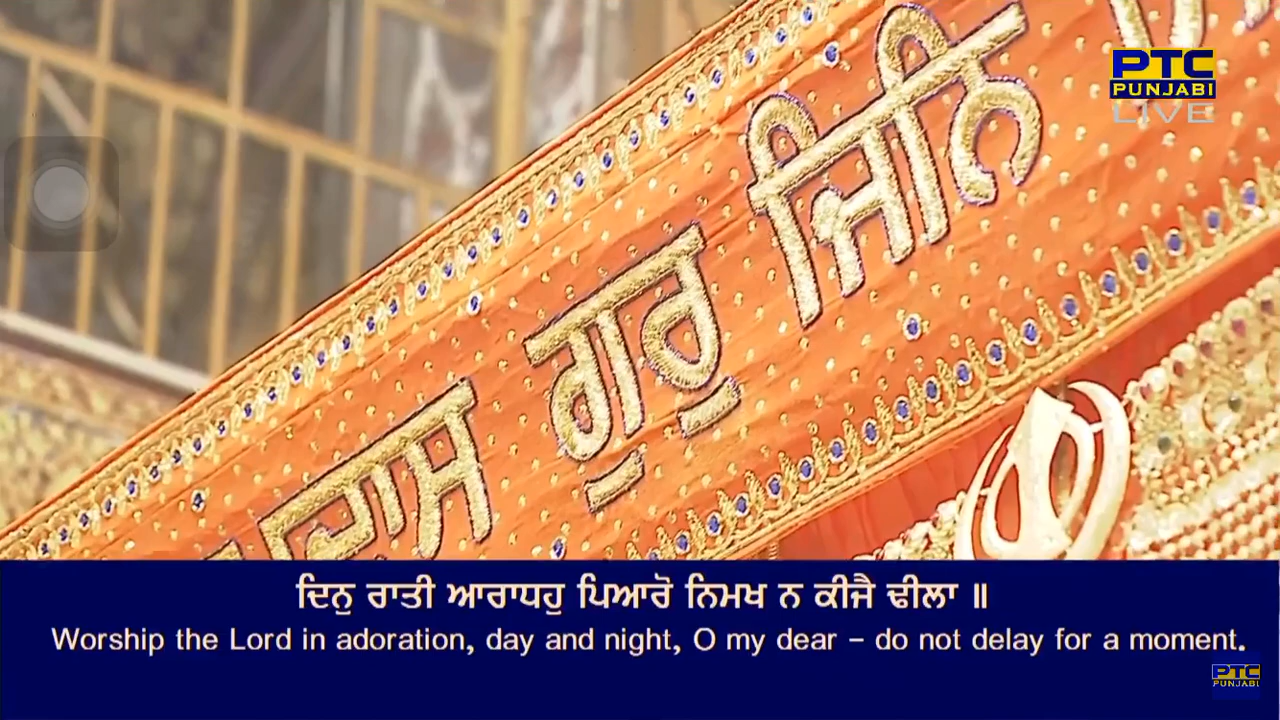 PTC
PUNJABI
LIVE
ਦਾਸ ਗੁਰੁ ਜਿਨਿ
ਦਿਨੁ ਰਾਤੀ ਆਰਾਧਹੁ ਪਿਆਰੋ ਨਿਮਖ ਨ ਕੀਜੈ ਢੀਲਾ ॥
Worship the Lord in adoration, day and night, O my dear – do not delay for a moment.
PTC
PUNJABI